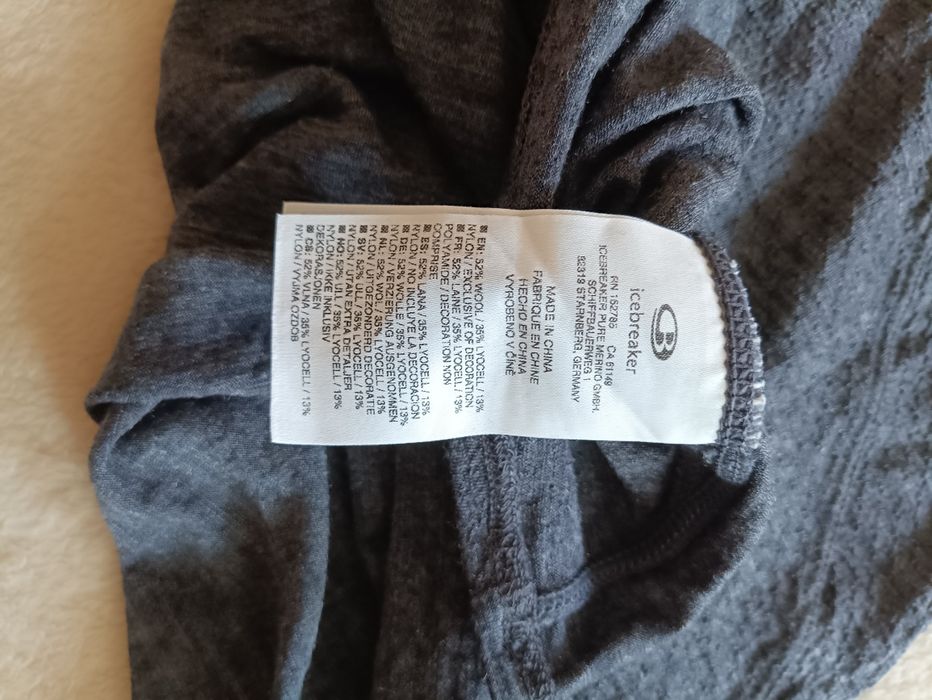 icebreaker
RN 152785 CA 61149
ICEBREAKER PURE MERINO GMBH.
SCHIFFBAUERWEG 1
82319 STARNBERG, GERMANY
MADE IN CHINA
FABRIQUE EN CHINE
HECHO EN CHINA
VYROBENO V ČÍNĚ
EN: 52% WOOL / 35% LYOCELL / 13%
NYLON / EXCLUSIVE OF DECORATION
FR: 52% LAINE / 35% LYOCELL / 13%
POLYAMIDE / DECORATION NON
COMPRISE
ES: 52% LANA / 35% LYOCELL / 13%
NYLON / NO INCLUYE LA DECORACION
DE: 52% WOLLE / 35% LYOCELL / 13%
NYLON / VERZIERUNG AUSGENOMMEN
NL: 52% WOL / 35% LYOCELL / 13%
NYLON / UITGEZONDERD DECORATIE
SV: 52% ULL / 35% LYOCELL / 13%
NYLON / UTAN EXTRA DETALJER
NO: 52% / 35% LYOCELL / 13%
NYLON / IKKE INKLUSIV
DEKORASJONEN
52% VLNA / 35% LYOCELL / 13%
NYLON / VYJMA OZDOB